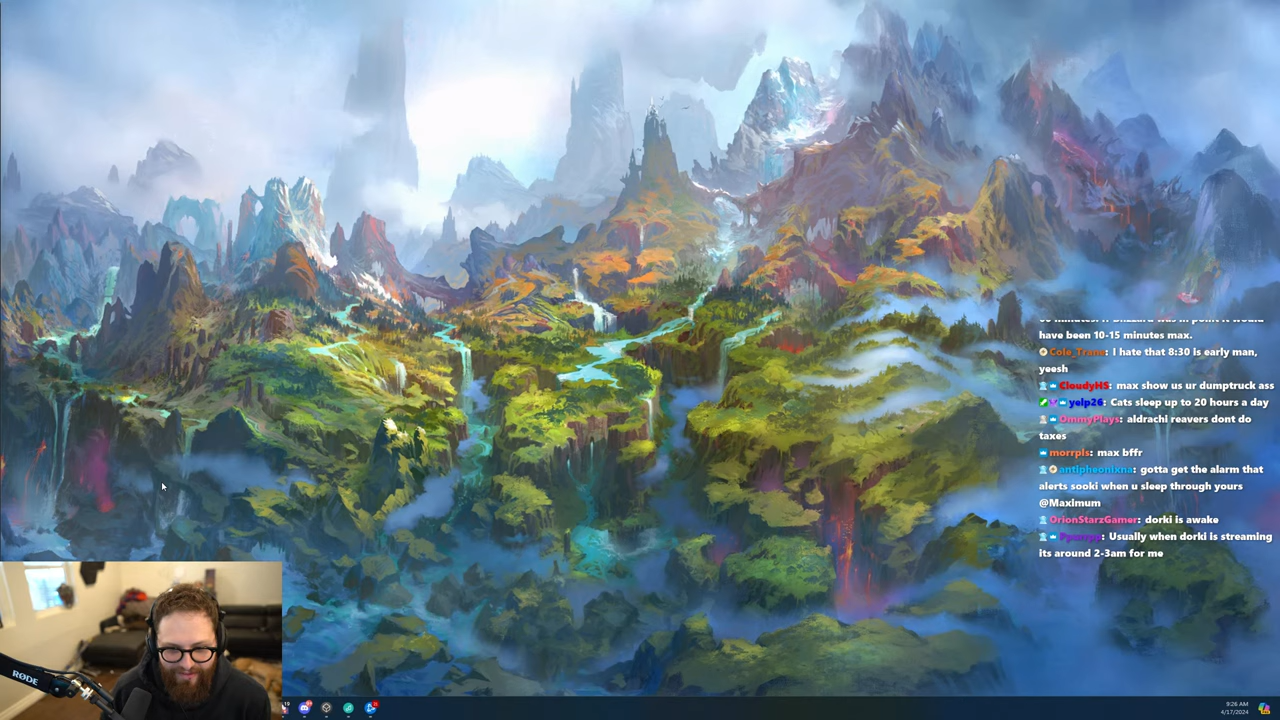 have been 10-15 minutes max.
Cole_Trane: I hate that 8:30 is early man,
yeesh
CloudyHS: max show us ur dumptruck ass
yelp26: Cats sleep up to 20 hours a day
OmmyPlays: aldrachi reavers dont do
taxes
morrpls: max bffr
antipheonixna: gotta get the alarm that
alerts sooki when u sleep through yours
@Maximum
OrionStarzGamer: dorki is awake
Usually when dorki is streaming
its around 2-3am for me
RØDE
9:26 AM
4/17/2024